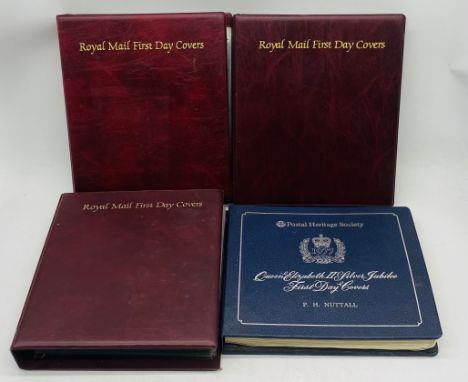 Royal Mail First Day Covers
Royal Mail First Day Covers
Royal Mail First Day Covers
Postal Heritage Society
Queen Elizabeth II Silver Jubilee
First Day Covers
P. H. NUTTALL